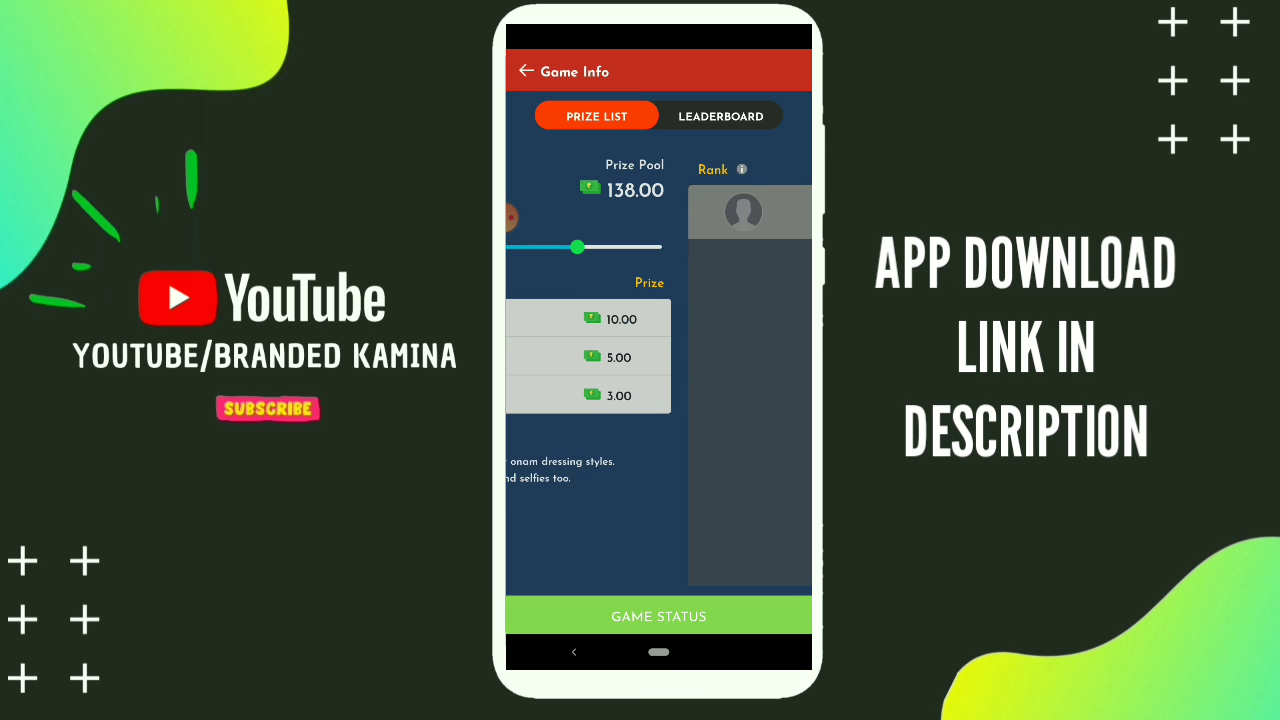 YouTube
YOUTUBE/BRANDED KAMINA
SUBSCRIBE
Game Info
PRIZE LIST
LEADERBOARD
Prize Pool
138.00
Rank
Prize
10.00
5.00
3.00
onam dressing styles.
selfies too.
GAME STATUS
APP DOWNLOAD
LINK IN
DESCRIPTION